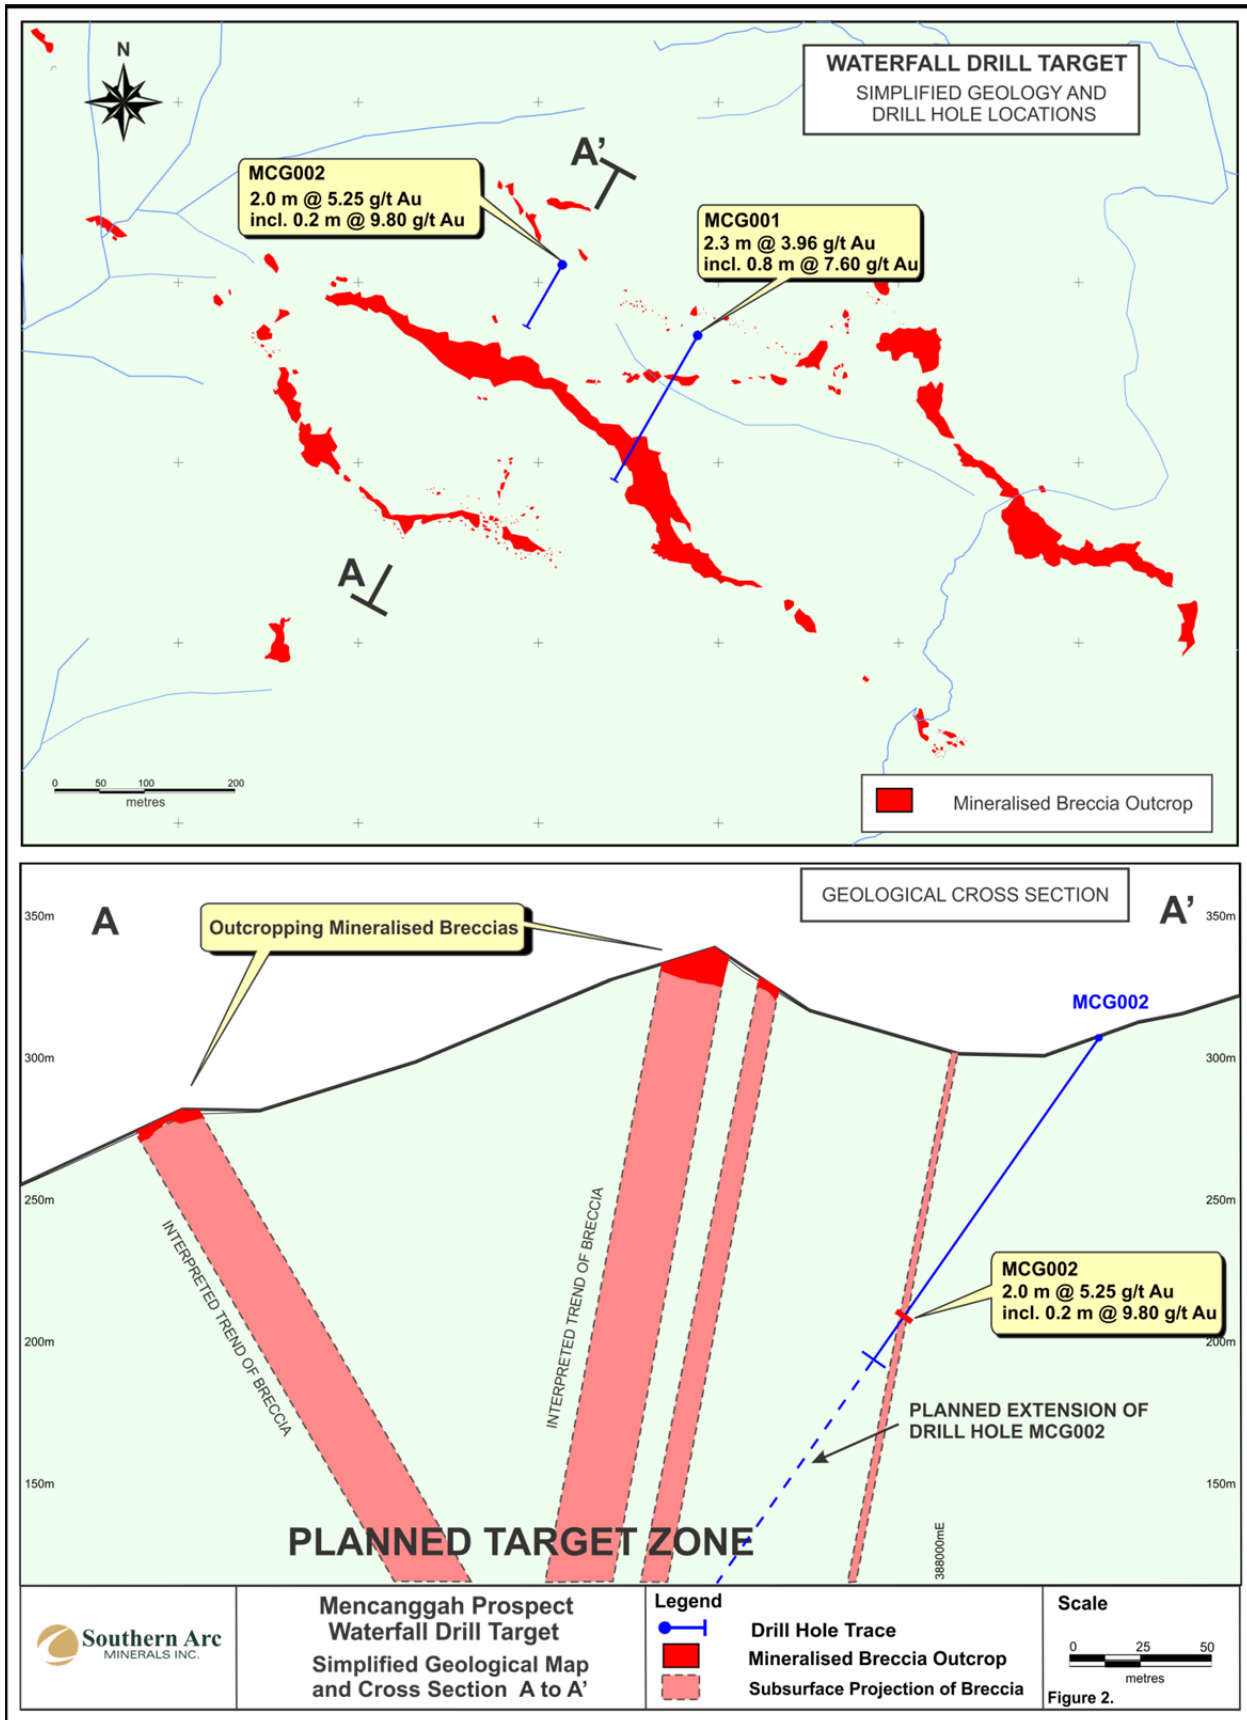 N
WATERFALL DRILL TARGET
SIMPLIFIED GEOLOGY AND
DRILL HOLE LOCATIONS
A'
MCG002
2.0 m @ 5.25 g/t Au
incl. 0.2 m @ 9.80 g/t Au
MCG001
2.3 m @ 3.96 g/t Au
incl. 0.8 m @ 7.60 g/t Au
A
0 50 100 200
metres
Mineralised Breccia Outcrop
GEOLOGICAL CROSS SECTION
A
A'
350m
350m
Outcropping Mineralised Breccias
MCG002
300m
300m
250m
250m
INTERPRETED TREND OF BRECCIA
INTERPRETED TREND OF BRECCIA
MCG002
2.0 m @ 5.25 g/t Au
incl. 0.2 m @ 9.80 g/t Au
200m
200m
PLANNED EXTENSION OF
DRILL HOLE MCG002
150m
150m
388000mE
PLANNED TARGET ZONE
Southern Arc
MINERALS INC.
Mencanggah Prospect
Waterfall Drill Target
Simplified Geological Map
and Cross Section A to A'
Legend
Drill Hole Trace
Mineralised Breccia Outcrop
Subsurface Projection of Breccia
Scale
0 25 50
metres
Figure 2.